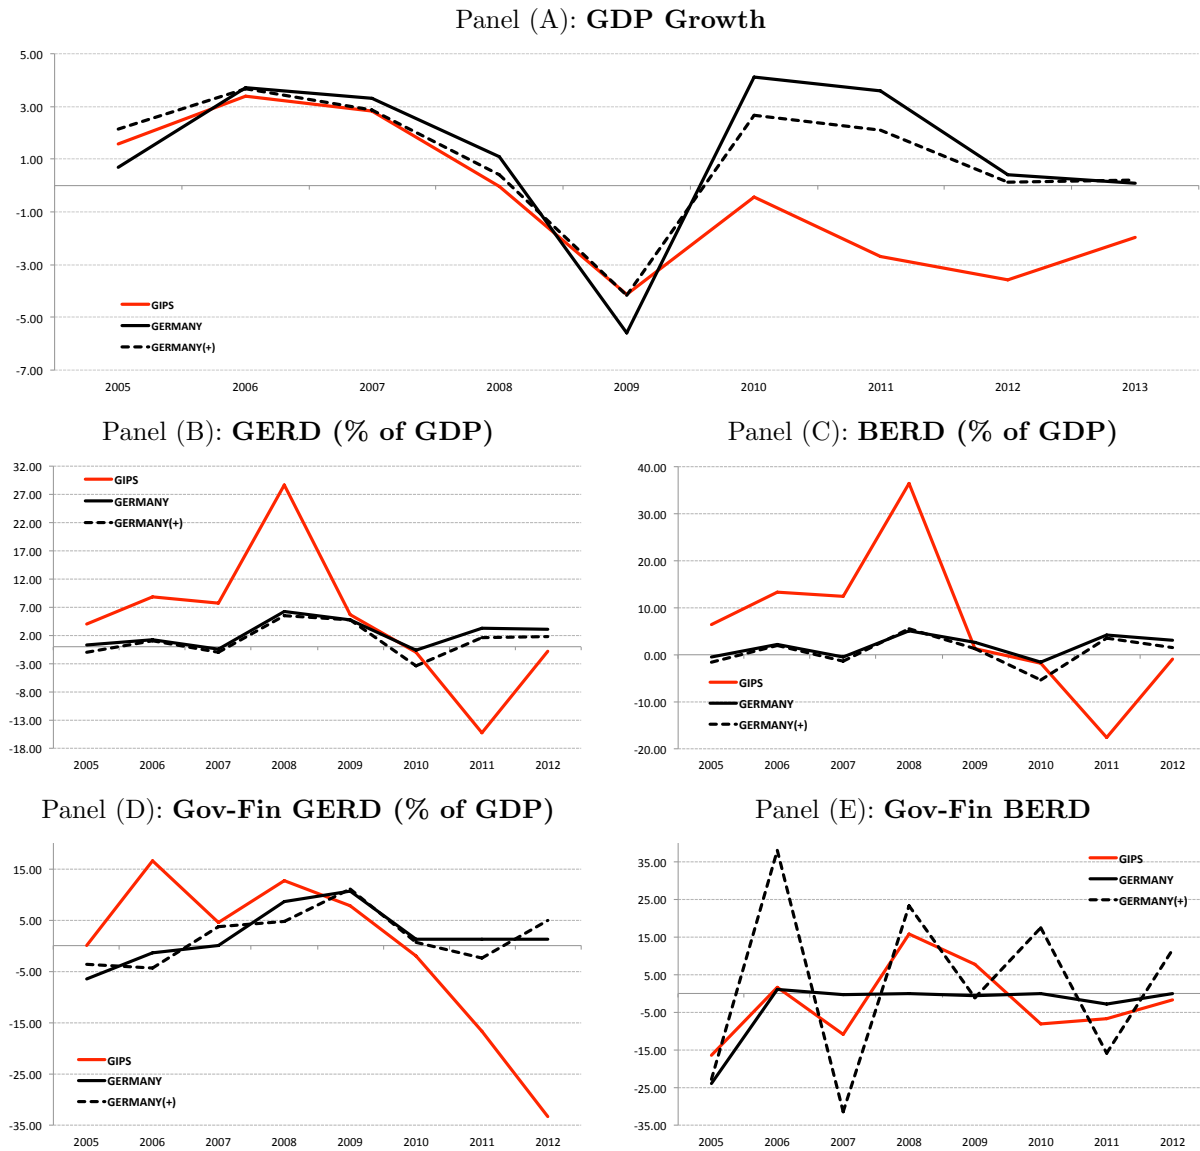 Panel (A): GDP Growth
5.00
3.00
1.00
-1.00
-3.00
-5.00
-7.00
GIPS
GERMANY
GERMANY(+)
2005 2006 2007 2008 2009 2010 2011 2012 2013
Panel (B): GERD (% of GDP)
32.00
27.00
22.00
17.00
12.00
7.00
2.00
-3.00
-8.00
-13.00
-18.00
GIPS
GERMANY
GERMANY(+)
2005 2006 2007 2008 2009 2010 2011 2012
Panel (C): BERD (% of GDP)
40.00
30.00
20.00
10.00
0.00
-10.00
-20.00
GIPS
GERMANY
GERMANY(+)
2005 2006 2007 2008 2009 2010 2011 2012
Panel (D): Gov-Fin GERD (% of GDP)
15.00
5.00
-5.00
-15.00
-25.00
-35.00
GIPS
GERMANY
GERMANY(+)
2005 2006 2007 2008 2009 2010 2011 2012
Panel (E): Gov-Fin BERD
35.00
25.00
15.00
5.00
-5.00
-15.00
-25.00
-35.00
GIPS
GERMANY
GERMANY(+)
2005 2006 2007 2008 2009 2010 2011 2012